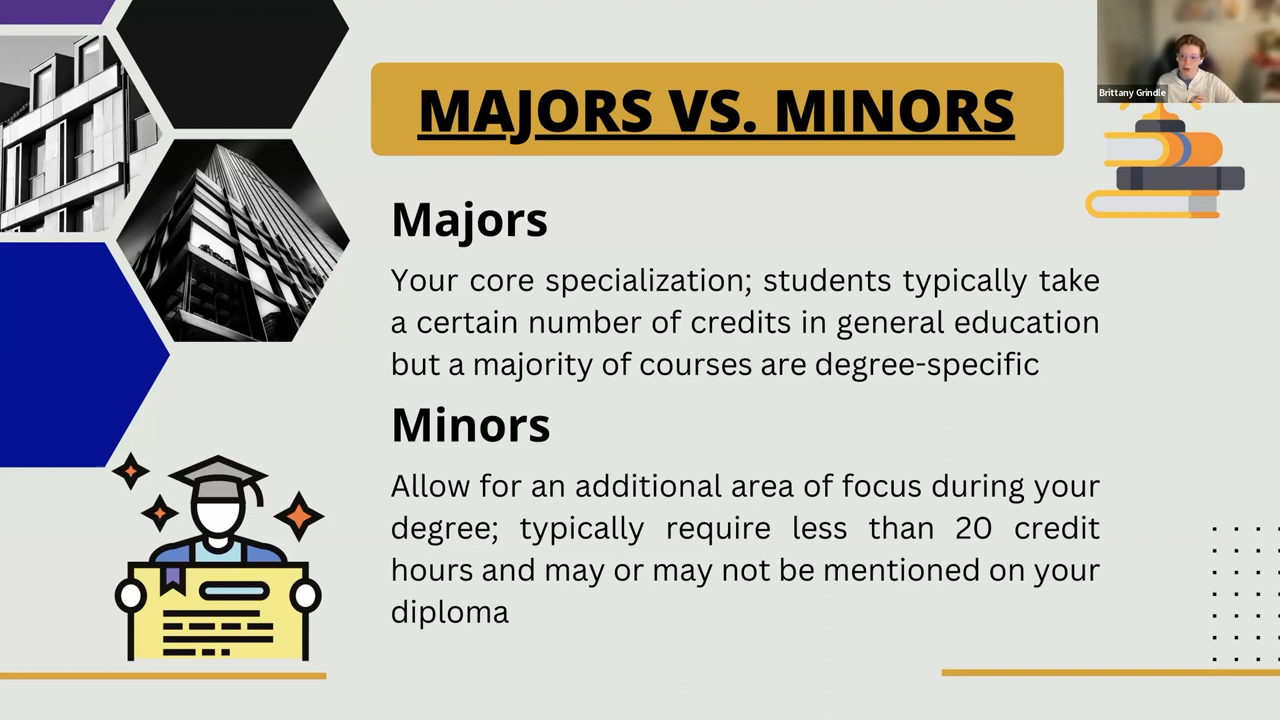 Brittany Grindle
MAJORS VS. MINORS
Majors
Your core specialization; students typically take
a certain number of credits in general education
but a majority of courses are degree-specific
Minors
Allow for an additional area of focus during your
degree; typically require less than 20 credit
hours and may or may not be mentioned on your
diploma